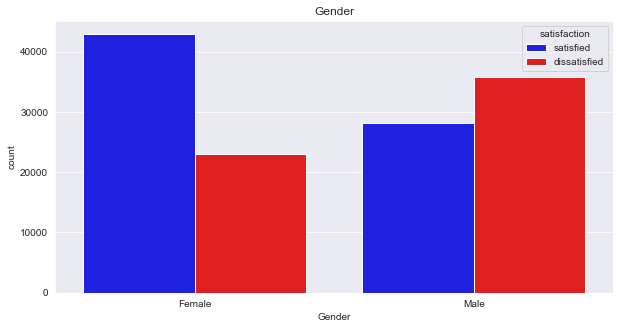 Gender
satisfaction
satisfied
dissatisfied
40000
30000
20000
10000
0
count
Female Male
Gender